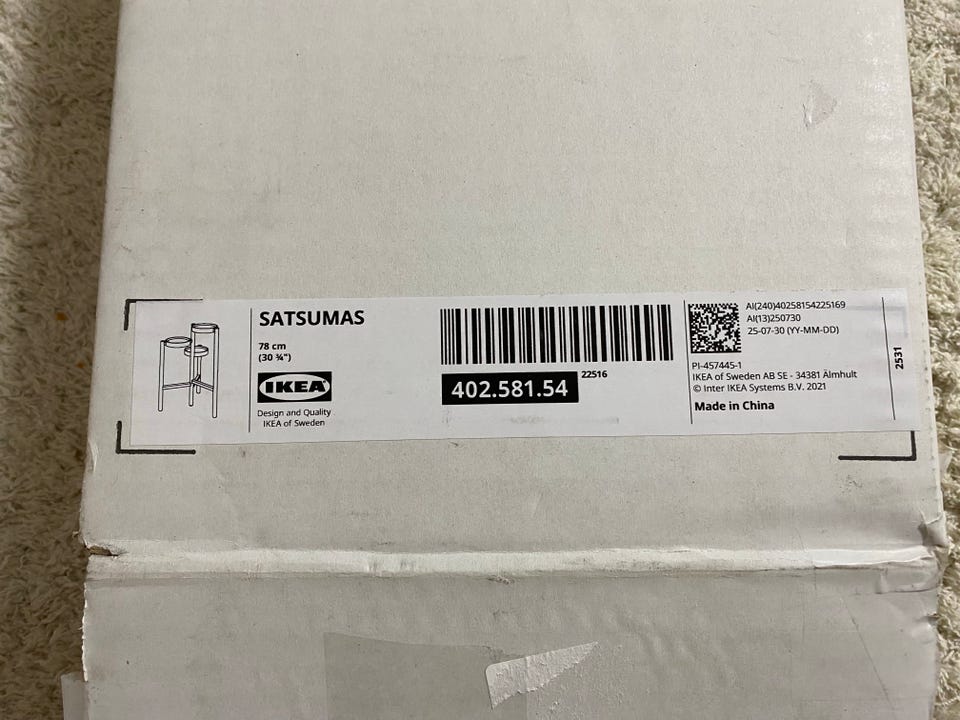 SATSUMAS
78 cm
(30 ¾")
IKEA
Design and Quality
IKEA of Sweden
402.581.54
22516
AI(240)40258154225169
AI(13)250730
25-07-30 (YY-MM-DD)
PI-457445-1
IKEA of Sweden AB SE - 34381 Älmhult
© Inter IKEA Systems B.V. 2021
Made in China
2531